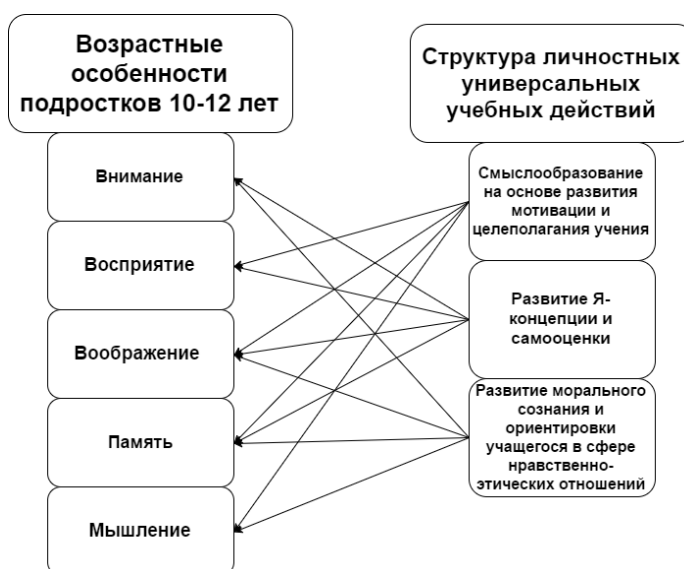 Возрастные
особенности
подростков 10-12 лет
Внимание
Восприятие
Воображение
Память
Мышление
Структура личностных
универсальных
учебных действий
Смыслообразование
на основе развития
мотивации и
целеполагания учения
Развитие Я-
концепции и
самооценки
Развитие морального
сознания и
ориентировки
учащегося в сфере
нравственно-
этических отношений